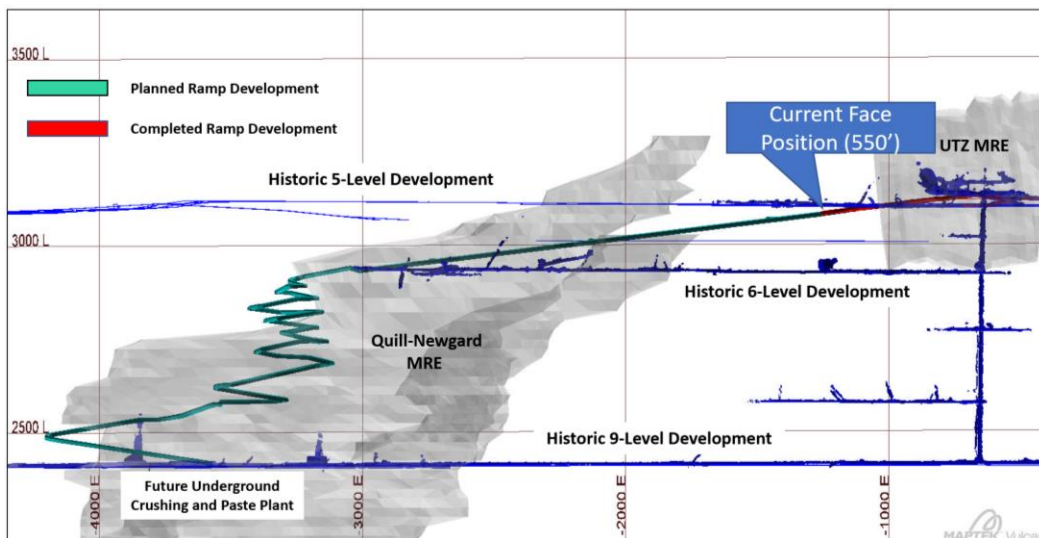 3500 L
Planned Ramp Development
Completed Ramp Development
Current Face
Position (550')
UTZ MRE
Historic 5-Level Development
3000 L
Historic 6-Level Development
Quill-Newgard
MRE
2500 L
Historic 9-Level Development
Future Underground
Crushing and Paste Plant
-4000 E
-3000 E
-2000 E
-1000 E
MAPTEK